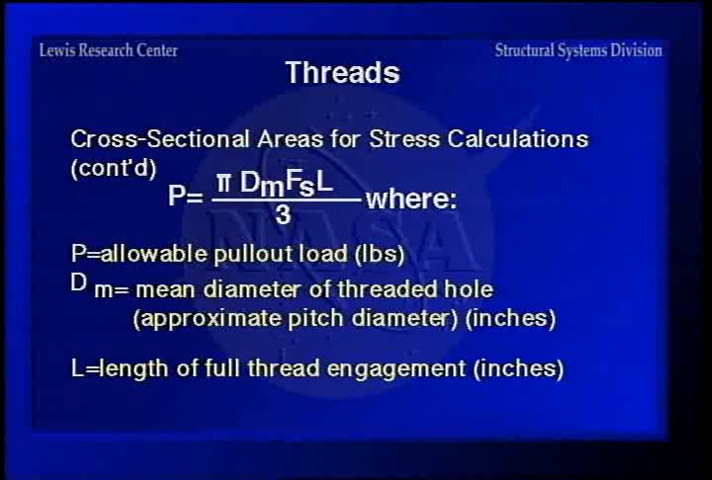 Lewis Research Center
Structural Systems Division
Threads
Cross-Sectional Areas for Stress Calculations
(cont'd)
P= π DmFsL / 3 where:
P=allowable pullout load (lbs)
D m= mean diameter of threaded hole
(approximate pitch diameter) (inches)
L=length of full thread engagement (inches)
NASA